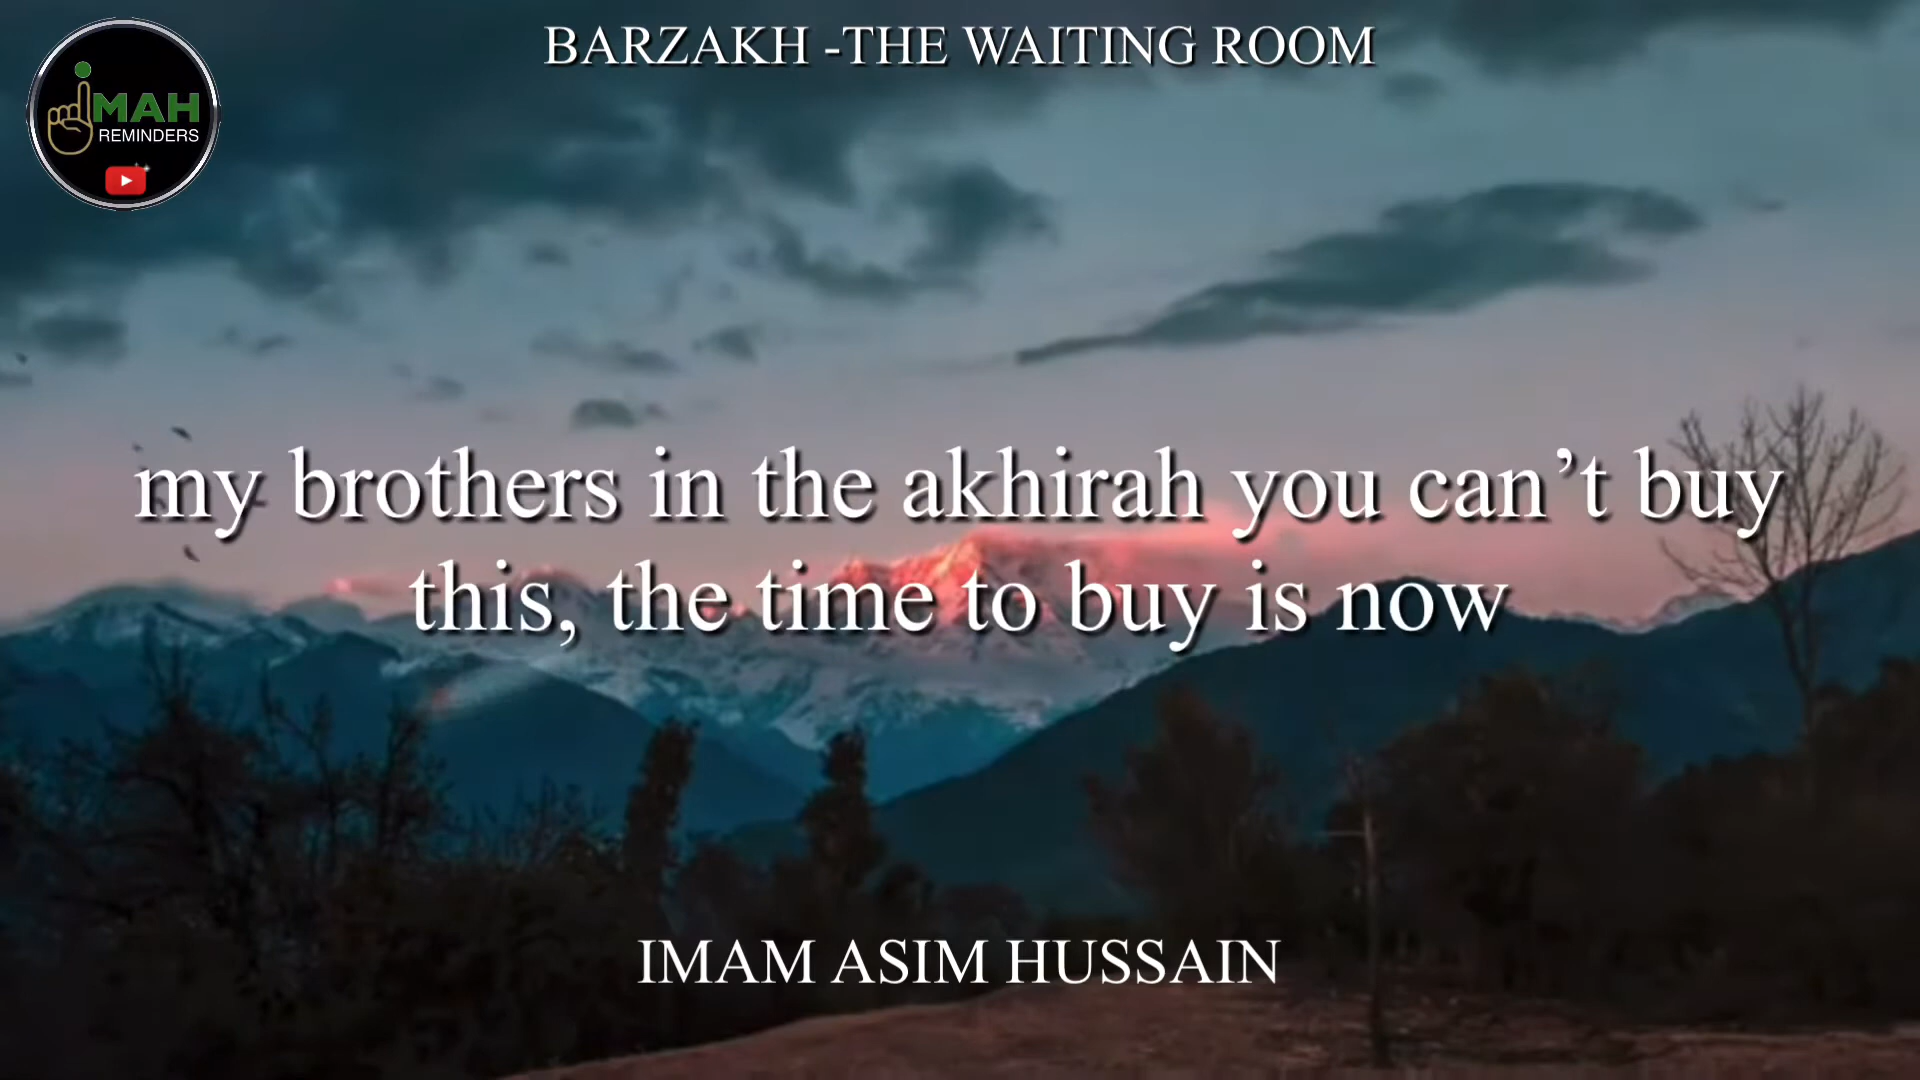 BARZAKH -THE WAITING ROOM
iMAH
REMINDERS
my brothers in the akhirah you can’t buy
this, the time to buy is now
IMAM ASIM HUSSAIN